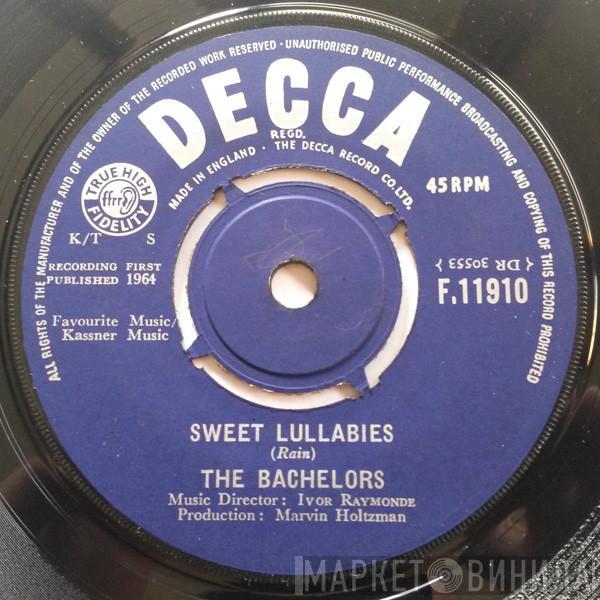 ALL RIGHTS OF THE MANUFACTURER AND OF THE OWNER OF THE RECORDED WORK RESERVED · UNAUTHORISED PUBLIC PERFORMANCE BROADCASTING AND COPYING OF THIS RECORD PROHIBITED
DECCA
REGD.
MADE IN ENGLAND · THE DECCA RECORD CO. LTD.
TRUE HIGH
ffrr
FIDELITY
45 RPM
K/T S
RECORDING FIRST
PUBLISHED 1964
{ DR 30553 }
F.11910
Favourite Music/
Kassner Music
SWEET LULLABIES
(Rain)
THE BACHELORS
Music Director: IVOR RAYMONDE
Production: Marvin Holtzman
МАРКЕТ ВИНИЛА